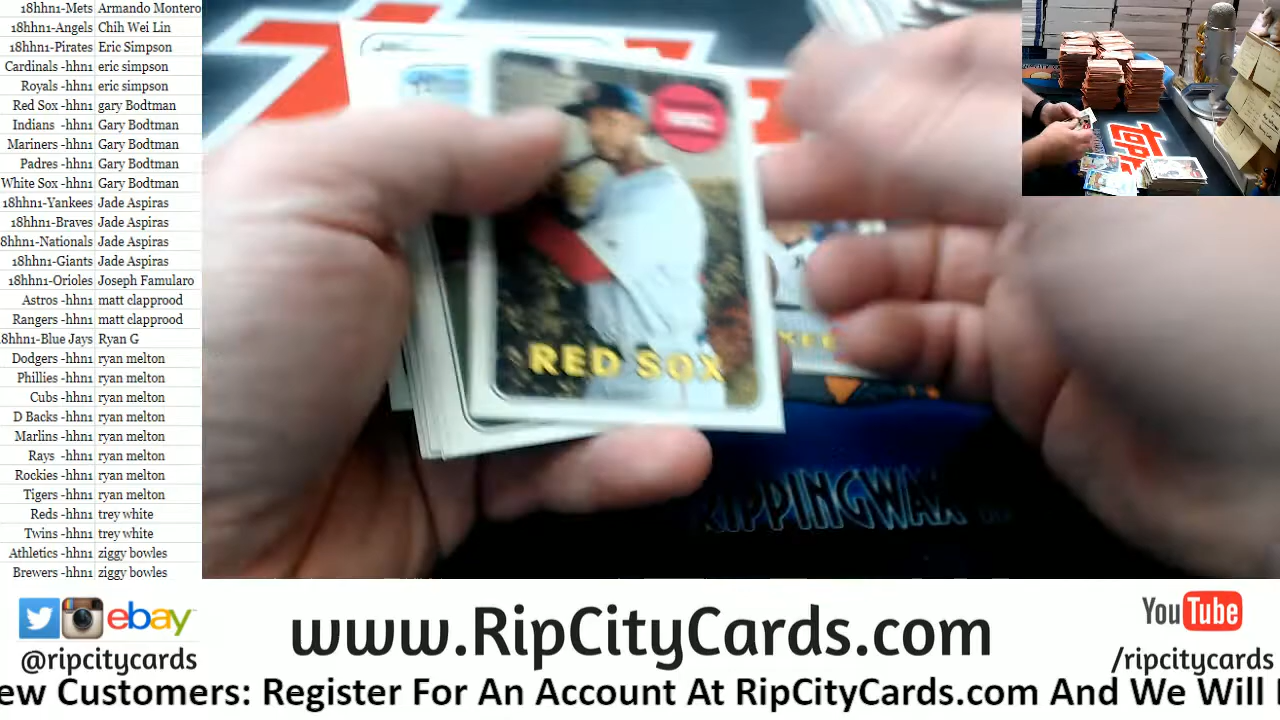 18hhn1-Mets Armando Montero
18hhn1-Angels Chih Wei Lin
18hhn1-Pirates Eric Simpson
Cardinals -hhn1 eric simpson
Royals -hhn1 eric simpson
Red Sox -hhn1 gary Bodtman
Indians -hhn1 Gary Bodtman
Mariners -hhn1 Gary Bodtman
Padres -hhn1 Gary Bodtman
White Sox -hhn1 Gary Bodtman
18hhn1-Yankees Jade Aspiras
18hhn1-Braves Jade Aspiras
8hhn1-Nationals Jade Aspiras
18hhn1-Giants Jade Aspiras
18hhn1-Orioles Joseph Famularo
Astros -hhn1 matt clapprood
Rangers -hhn1 matt clapprood
8hhn1-Blue Jays Ryan G
Dodgers -hhn1 ryan melton
Phillies -hhn1 ryan melton
Cubs -hhn1 ryan melton
D Backs -hhn1 ryan melton
Marlins -hhn1 ryan melton
Rays -hhn1 ryan melton
Rockies -hhn1 ryan melton
Tigers -hhn1 ryan melton
Reds -hhn1 trey white
Twins -hhn1 trey white
Athletics -hhn1 ziggy bowles
Brewers -hhn1 ziggy bowles
RED SOX
KEE
RIPPINGWAX
topps
ebay
@ripcitycards
www.RipCityCards.com
YouTube
/ripcitycards
ew Customers: Register For An Account At RipCityCards.com And We Will